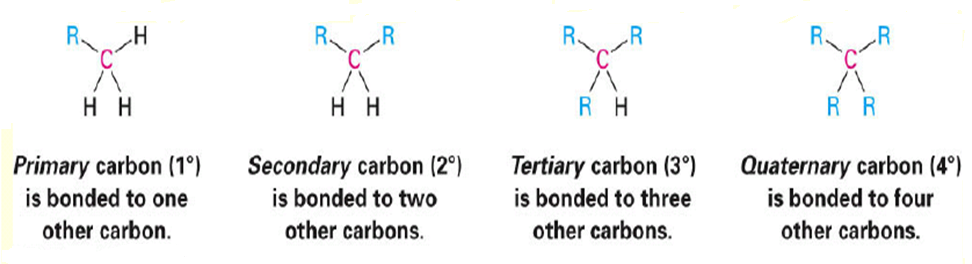 R H R R R R R R
C C C C
H H H H R H R R
Primary carbon (1°) Secondary carbon (2°) Tertiary carbon (3°) Quaternary carbon (4°)
is bonded to one is bonded to two is bonded to three is bonded to four
other carbon. other carbons. other carbons. other carbons.